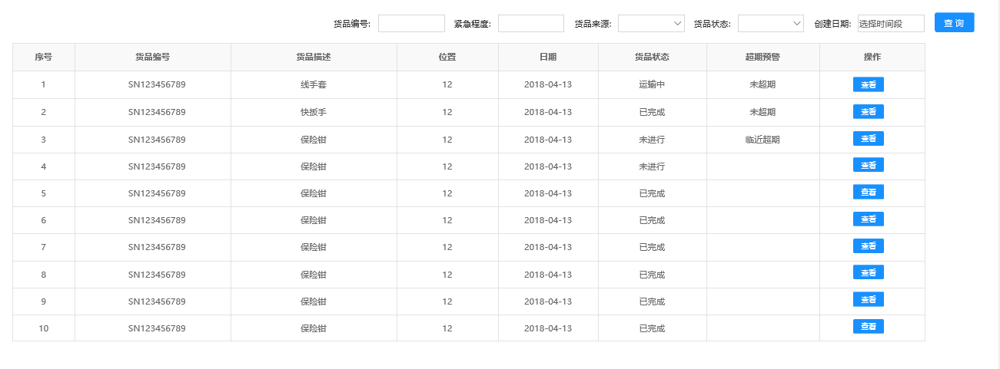 货品编号: 紧急程度: 货品来源: 货品状态: 创建日期: 选择时间段 查 询
序号 货品编号 货品描述 位置 日期 货品状态 超期预警 操作
1 SN123456789 线手套 12 2018-04-13 运输中 未超期 查看
2 SN123456789 快扳手 12 2018-04-13 已完成 未超期 查看
3 SN123456789 保险钳 12 2018-04-13 未进行 临近超期 查看
4 SN123456789 保险钳 12 2018-04-13 未进行 查看
5 SN123456789 保险钳 12 2018-04-13 已完成 查看
6 SN123456789 保险钳 12 2018-04-13 已完成 查看
7 SN123456789 保险钳 12 2018-04-13 已完成 查看
8 SN123456789 保险钳 12 2018-04-13 已完成 查看
9 SN123456789 保险钳 12 2018-04-13 已完成 查看
10 SN123456789 保险钳 12 2018-04-13 已完成 查看